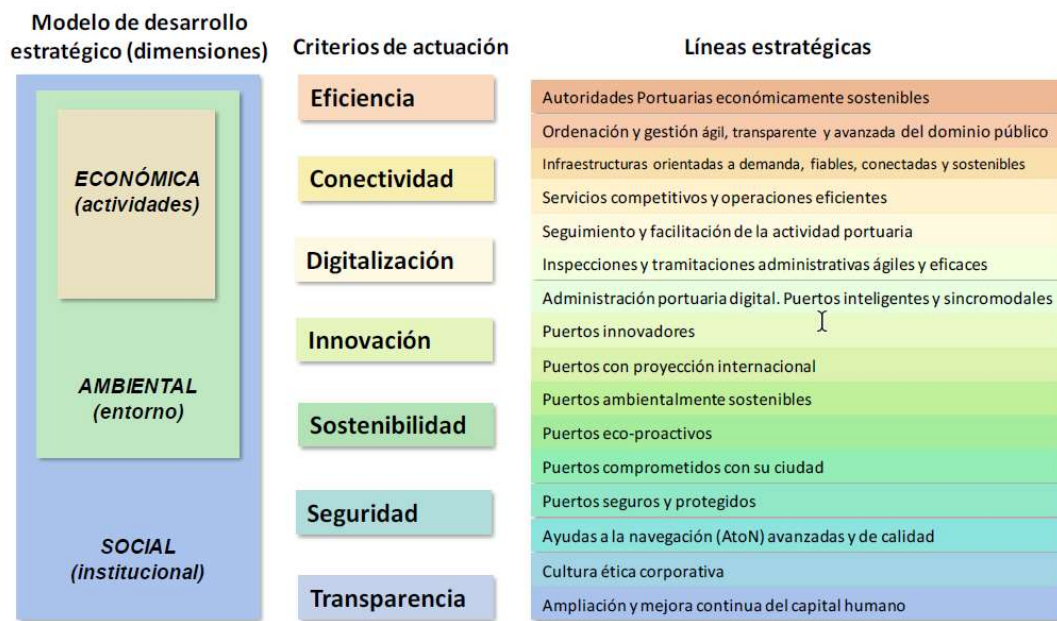 Modelo de desarrollo
estratégico (dimensiones)
Criterios de actuación
Líneas estratégicas
ECONÓMICA
(actividades)
AMBIENTAL
(entorno)
SOCIAL
(institucional)
Eficiencia
Conectividad
Digitalización
Innovación
Sostenibilidad
Seguridad
Transparencia
Autoridades Portuarias económicamente sostenibles
Ordenación y gestión ágil, transparente y avanzada del dominio público
Infraestructuras orientadas a demanda, fiables, conectadas y sostenibles
Servicios competitivos y operaciones eficientes
Seguimiento y facilitación de la actividad portuaria
Inspecciones y tramitaciones administrativas ágiles y eficaces
Administración portuaria digital. Puertos inteligentes y sincromodales
Puertos innovadores
Puertos con proyección internacional
Puertos ambientalmente sostenibles
Puertos eco-proactivos
Puertos comprometidos con su ciudad
Puertos seguros y protegidos
Ayudas a la navegación (AtoN) avanzadas y de calidad
Cultura ética corporativa
Ampliación y mejora continua del capital humano